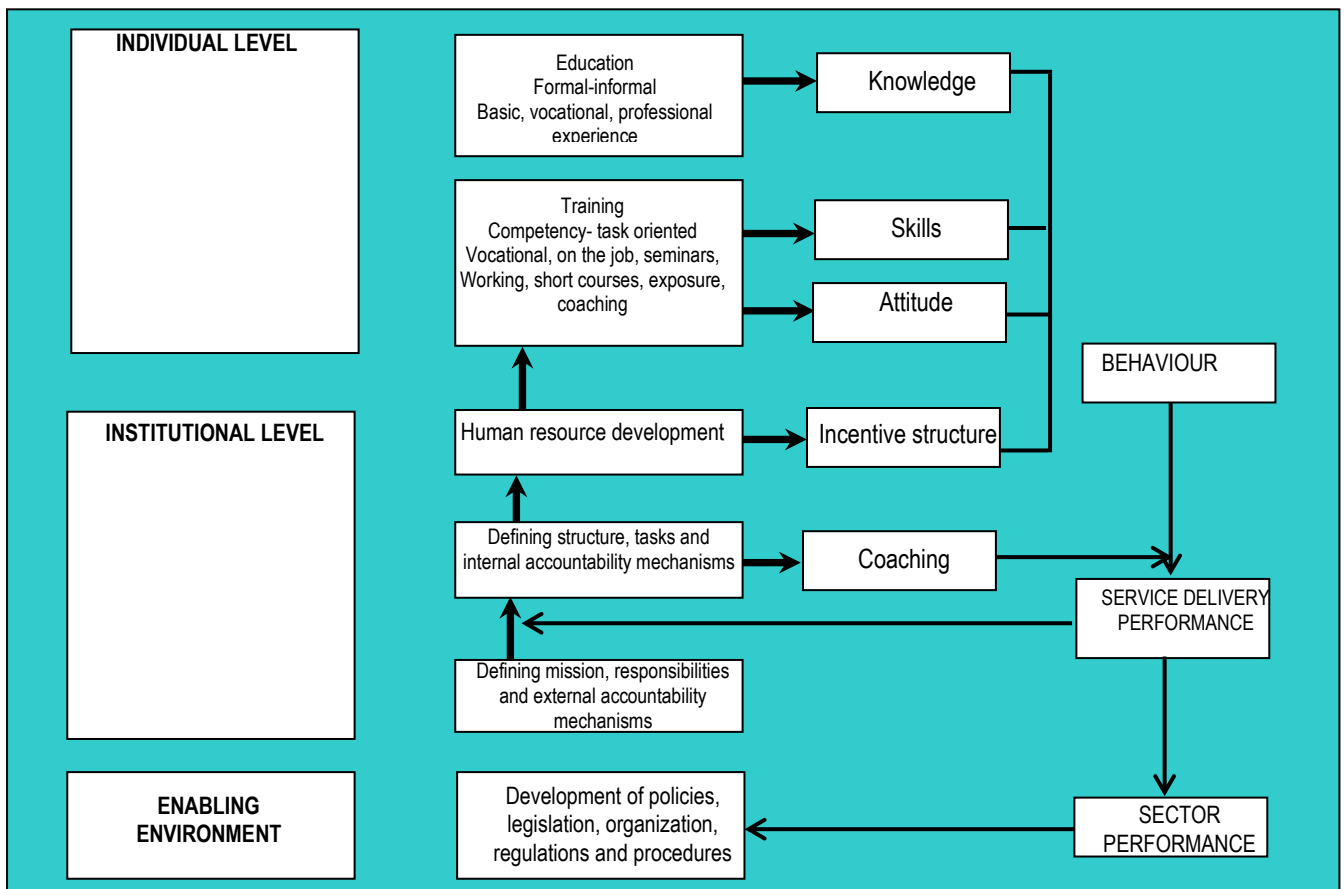 INDIVIDUAL LEVEL
Education
Formal-informal
Basic, vocational, professional
experience
Knowledge
Training
Competency- task oriented
Vocational, on the job, seminars,
Working, short courses, exposure,
coaching
Skills
Attitude
BEHAVIOUR
INSTITUTIONAL LEVEL
Human resource development
Incentive structure
Defining structure, tasks and
internal accountability mechanisms
Coaching
SERVICE DELIVERY
PERFORMANCE
Defining mission, responsibilities
and external accountability
mechanisms
ENABLING
ENVIRONMENT
Development of policies,
legislation, organization,
regulations and procedures
SECTOR
PERFORMANCE